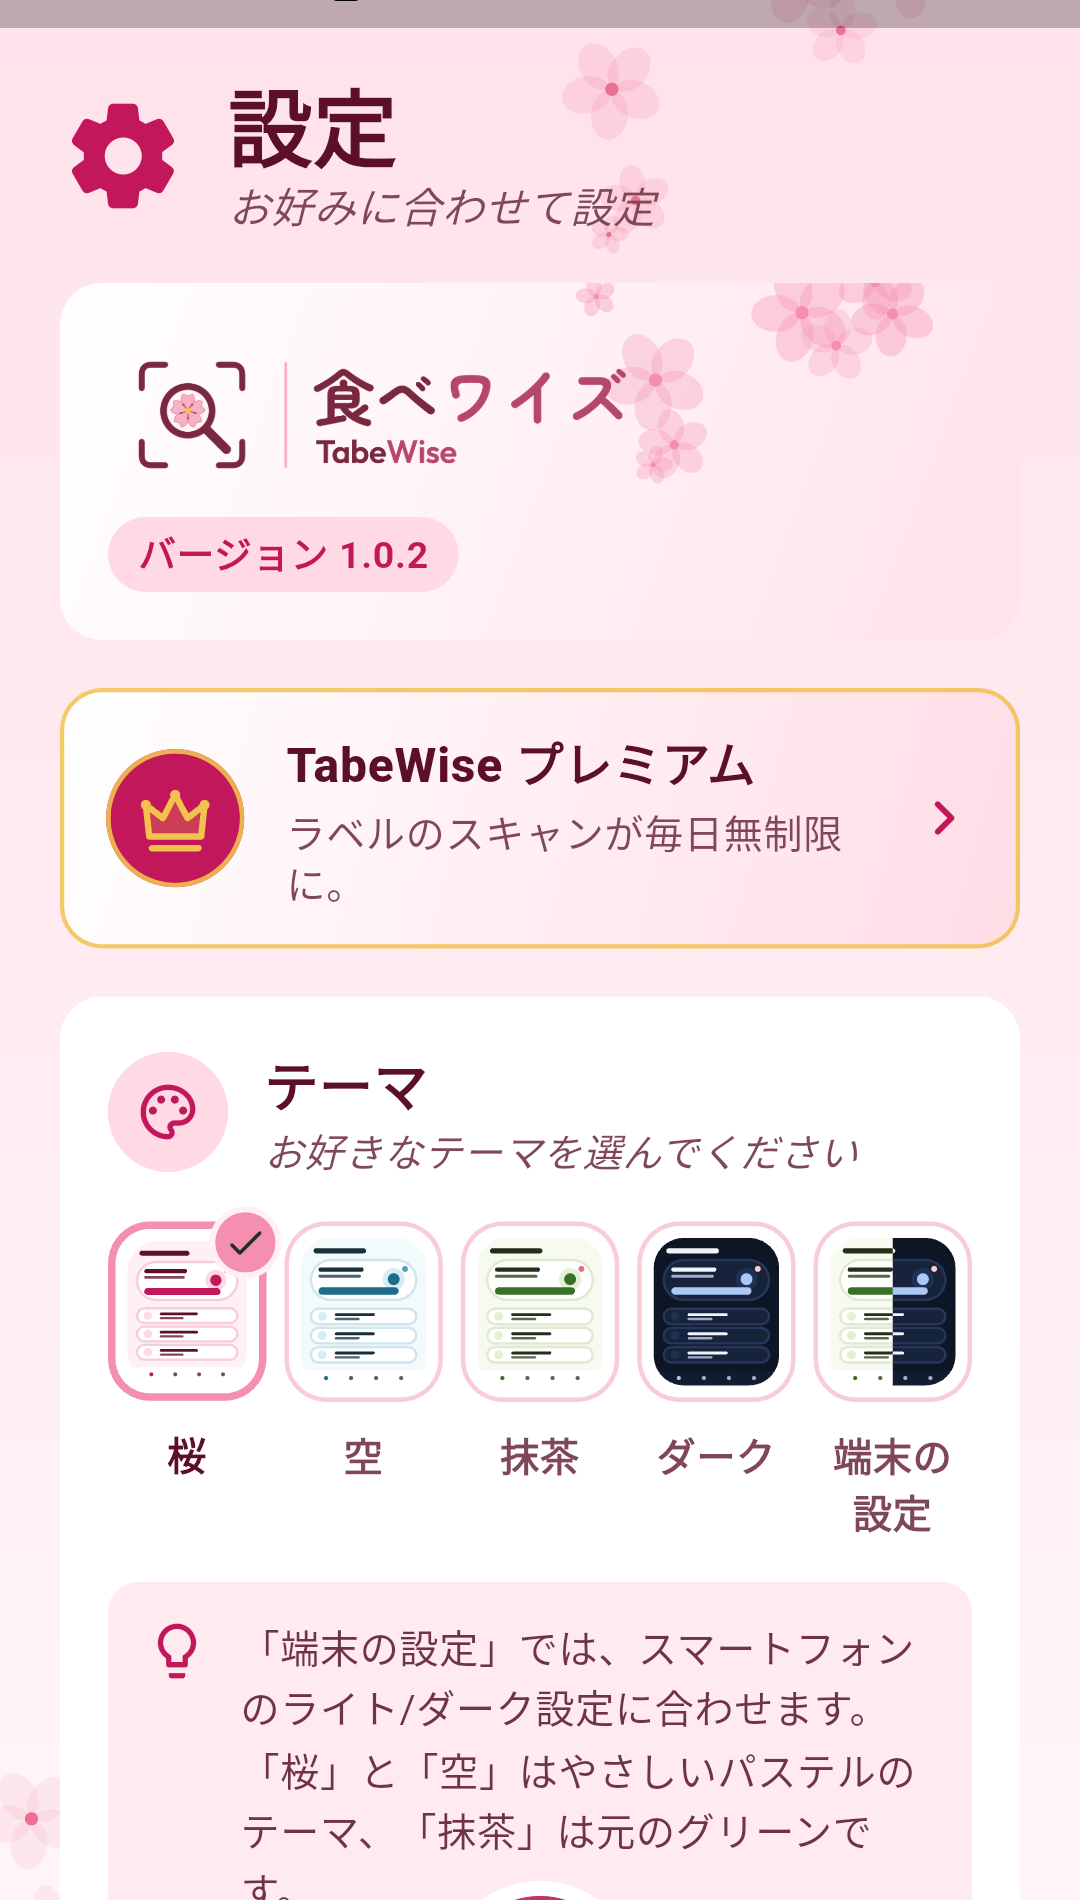 設定
お好みに合わせて設定
食べワイズ
TabeWise
バージョン 1.0.2
TabeWise プレミアム
ラベルのスキャンが毎日無制限
に。
テーマ
お好きなテーマを選んでください
桜
空
抹茶
ダーク
端末の
設定
「端末の設定」では、スマートフォン
のライト/ダーク設定に合わせます。
「桜」と「空」はやさしいパステルの
テーマ、「抹茶」は元のグリーンで
す。